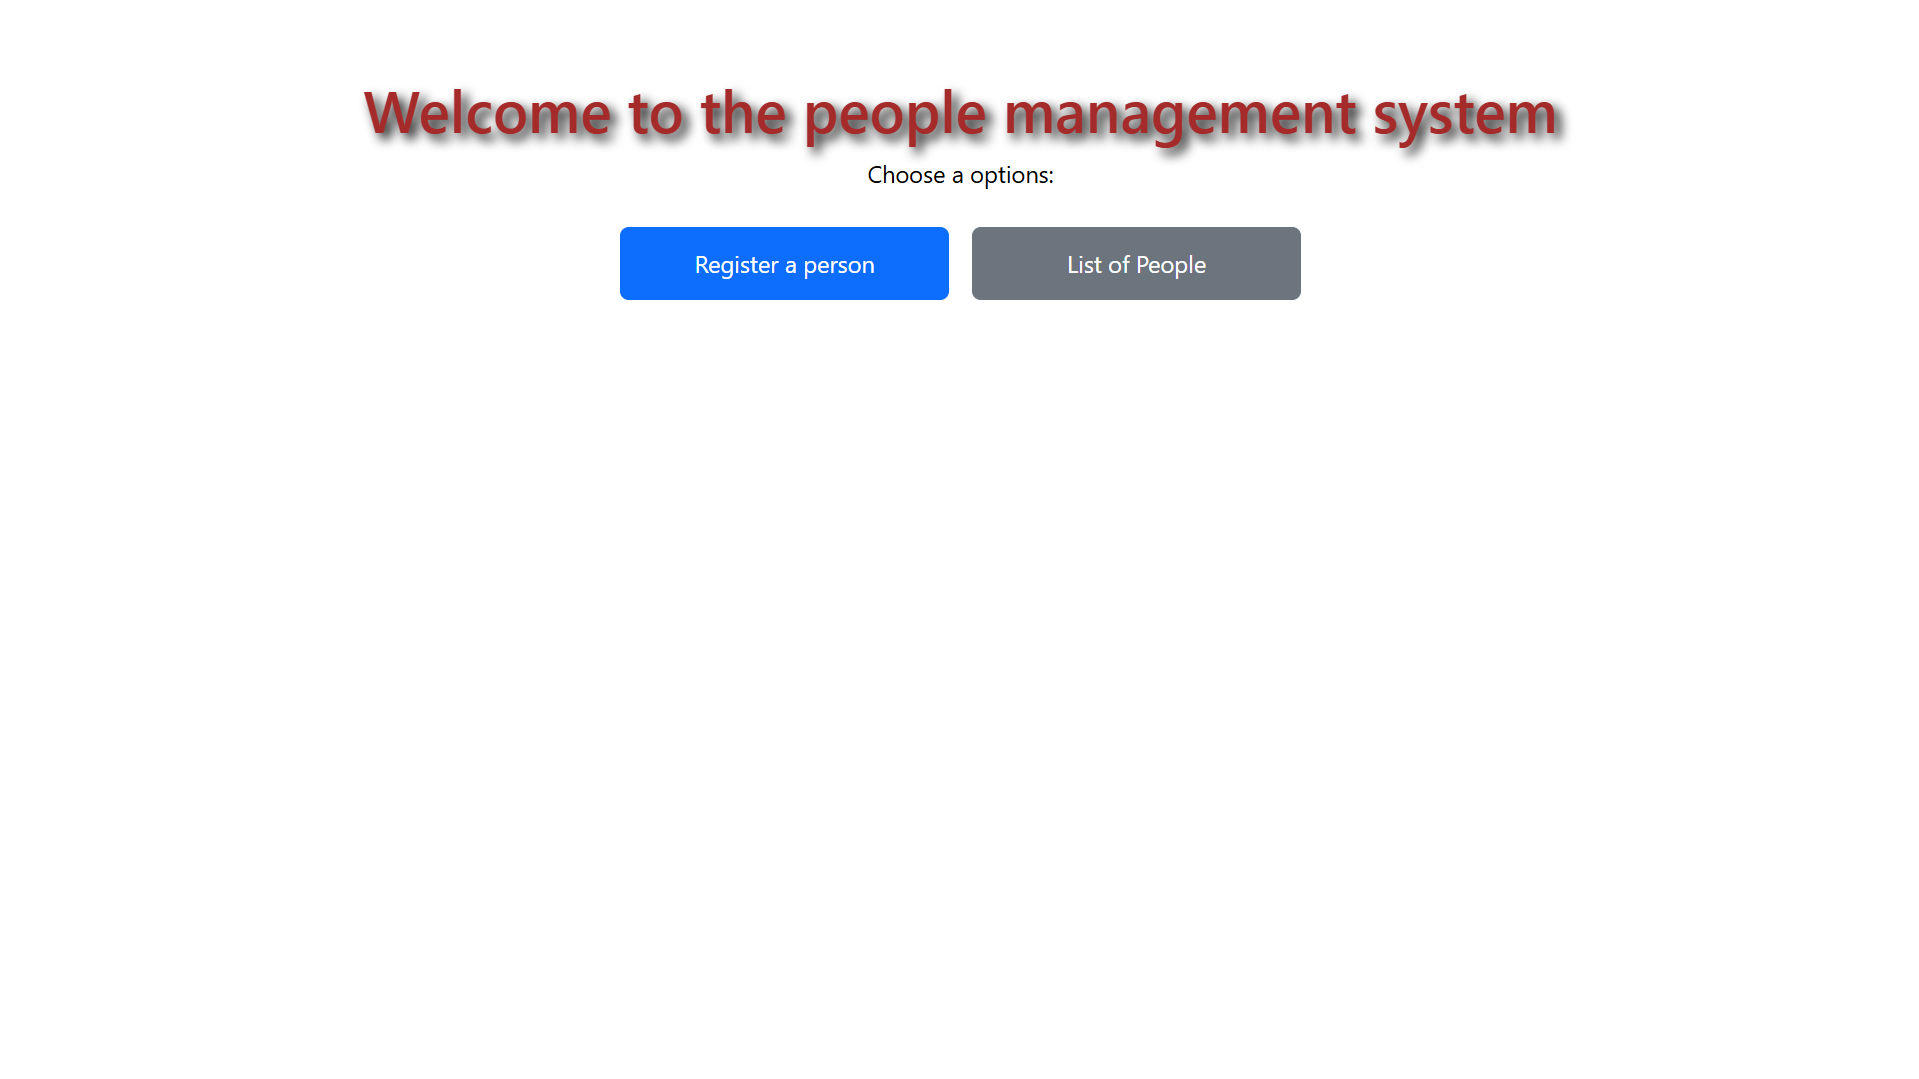 Welcome to the people management system
Choose a options:
Register a person
List of People